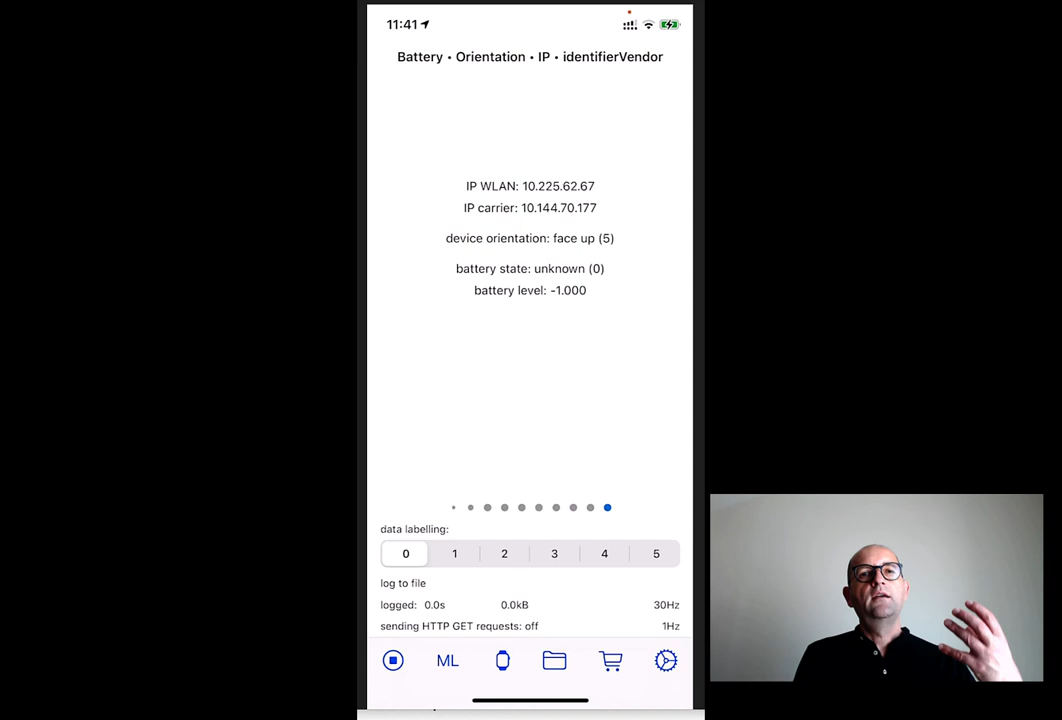 11:41
Battery • Orientation • IP • identifierVendor
IP WLAN: 10.225.62.67
IP carrier: 10.144.70.177
device orientation: face up (5)
battery state: unknown (0)
battery level: -1.000
data labelling:
0 1 2 3 4 5
log to file
logged: 0.0s 0.0kB 30Hz
sending HTTP GET requests: off 1Hz
ML